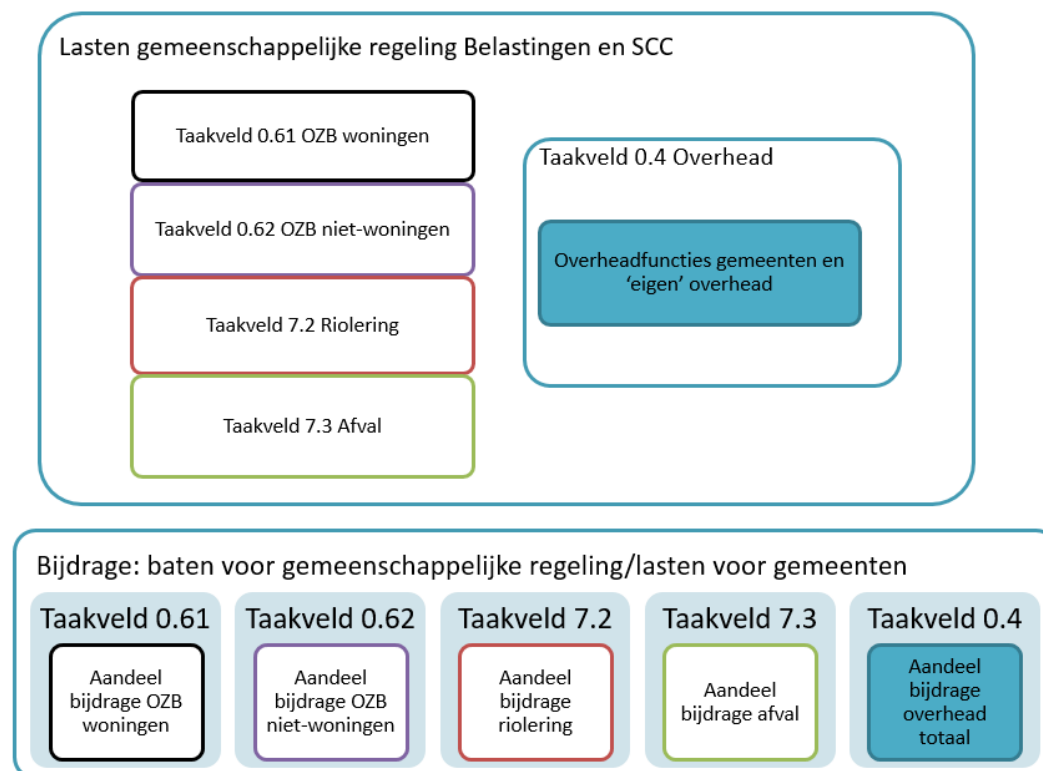 Lasten gemeenschappelijke regeling Belastingen en SCC
Taakveld 0.61 OZB woningen
Taakveld 0.62 OZB niet-woningen
Taakveld 7.2 Riolering
Taakveld 7.3 Afval
Taakveld 0.4 Overhead
Overheadfuncties gemeenten en
‘eigen’ overhead
Bijdrage: baten voor gemeenschappelijke regeling/lasten voor gemeenten
Taakveld 0.61
Aandeel
bijdrage OZB
woningen
Taakveld 0.62
Aandeel
bijdrage OZB
niet-woningen
Taakveld 7.2
Aandeel
bijdrage
riolering
Taakveld 7.3
Aandeel
bijdrage afval
Taakveld 0.4
Aandeel
bijdrage
overhead
totaal